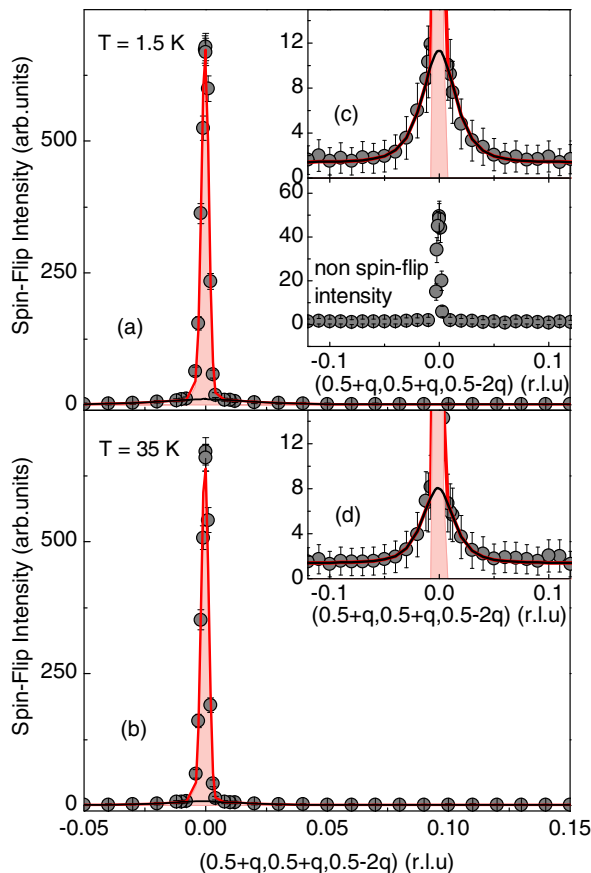 T = 1.5 K
Spin-Flip Intensity (arb.units)
500
250
0
(a)
12
8
4
0
(c)
60
40
20
0
non spin-flip
intensity
-0.1 0.0 0.1
(0.5+q,0.5+q,0.5-2q) (r.l.u)
T = 35 K
Spin-Flip Intensity (arb.units)
500
250
0
(b)
12
8
4
0
(d)
-0.1 0.0 0.1
(0.5+q,0.5+q,0.5-2q) (r.l.u)
-0.05 0.00 0.05 0.10 0.15
(0.5+q,0.5+q,0.5-2q) (r.l.u)